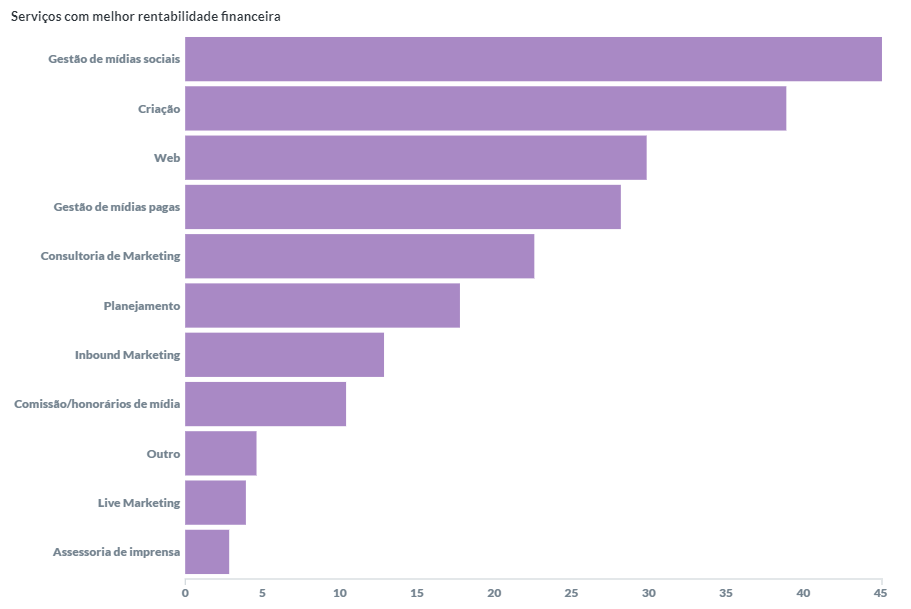 Serviços com melhor rentabilidade financeira
Gestão de mídias sociais
Criação
Web
Gestão de mídias pagas
Consultoria de Marketing
Planejamento
Inbound Marketing
Comissão/honorários de mídia
Outro
Live Marketing
Assessoria de imprensa
0 5 10 15 20 25 30 35 40 45